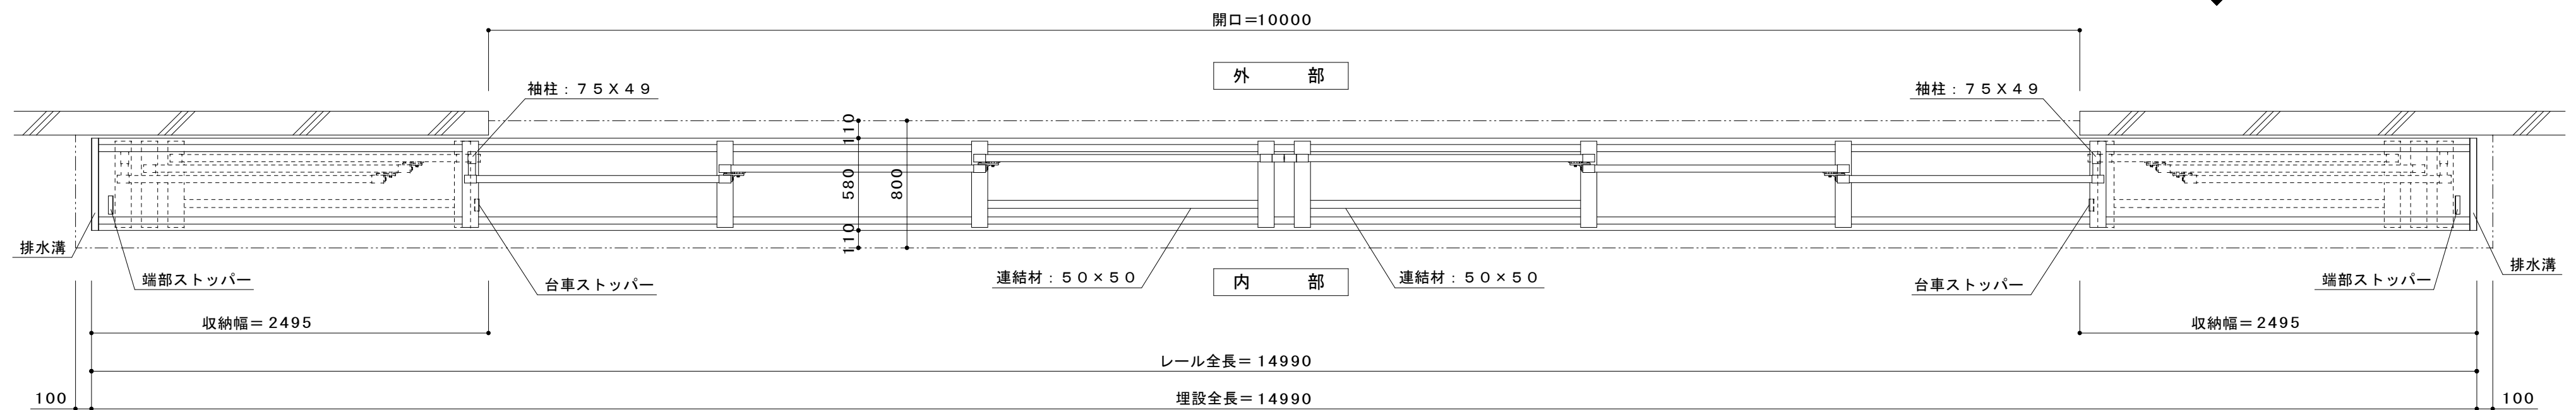 開口=10000
外 部
袖柱：７５Ｘ４９
袖柱：７５Ｘ４９
110
580
800
110
排水溝
端部ストッパー
台車ストッパー
連結材：５０×５０
内 部
連結材：５０×５０
台車ストッパー
端部ストッパー
排水溝
収納幅＝2495
収納幅＝2495
レール全長＝14990
100
埋設全長＝14990
100